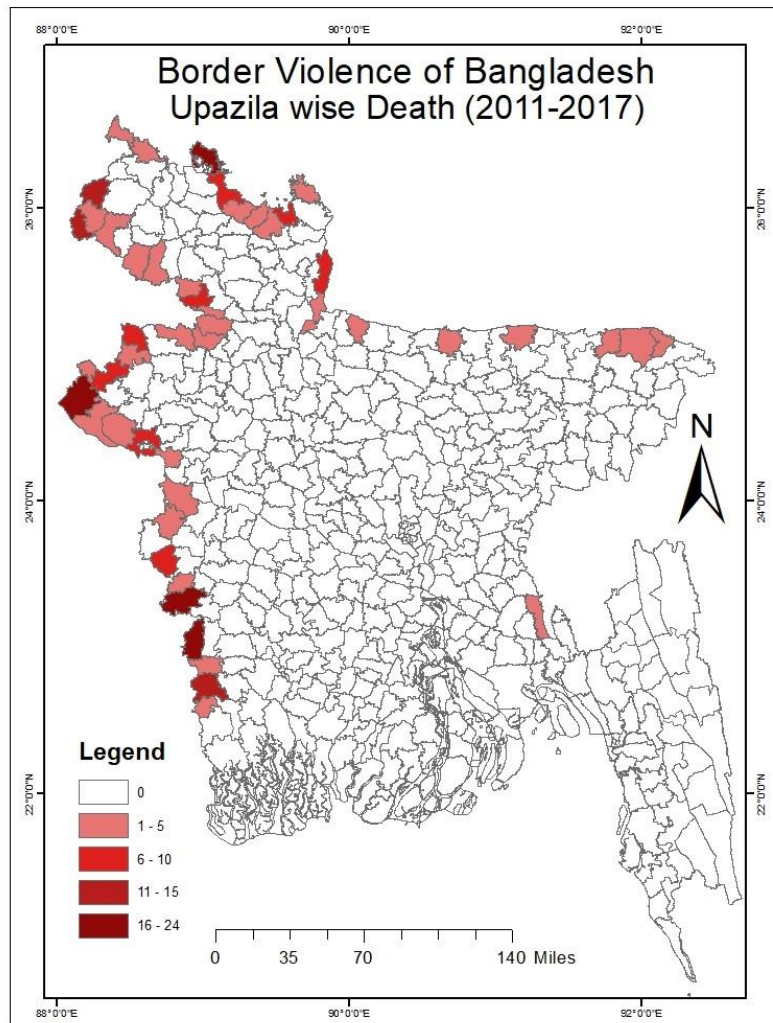 88°0'0"E 90°0'0"E 92°0'0"E
Border Violence of Bangladesh
Upazila wise Death (2011-2017)
26°0'0"N 26°0'0"N
N
24°0'0"N 24°0'0"N
22°0'0"N 22°0'0"N
Legend
0
1 - 5
6 - 10
11 - 15
16 - 24
0 35 70 140 Miles
88°0'0"E 90°0'0"E 92°0'0"E